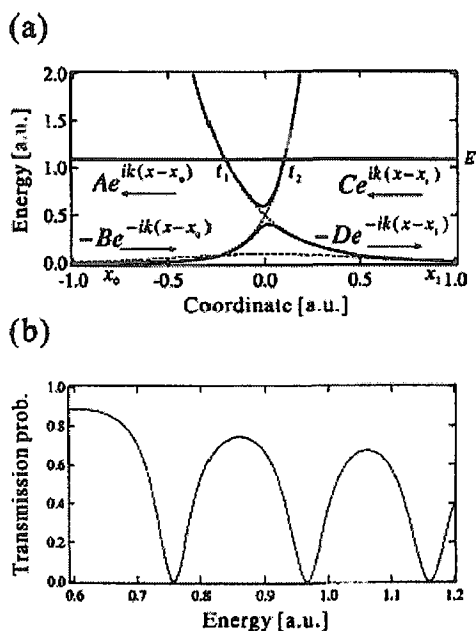 (a)
Energy [a.u.]
2.0
1.5
1.0
0.5
0.0
E
t₁
t₂
Ae^{ik(x-x₀)}
Ce^{ik(x-x₁)}
-Be^{-ik(x-x₀)}
-De^{-ik(x-x₁)}
x₀
x₁
-1.0 -0.5 0.0 0.5 1.0
Coordinate [a.u.]
(b)
Transmission prob.
1.0
0.8
0.6
0.4
0.2
0.0
0.6 0.7 0.8 0.9 1.0 1.1 1.2
Energy [a.u.]